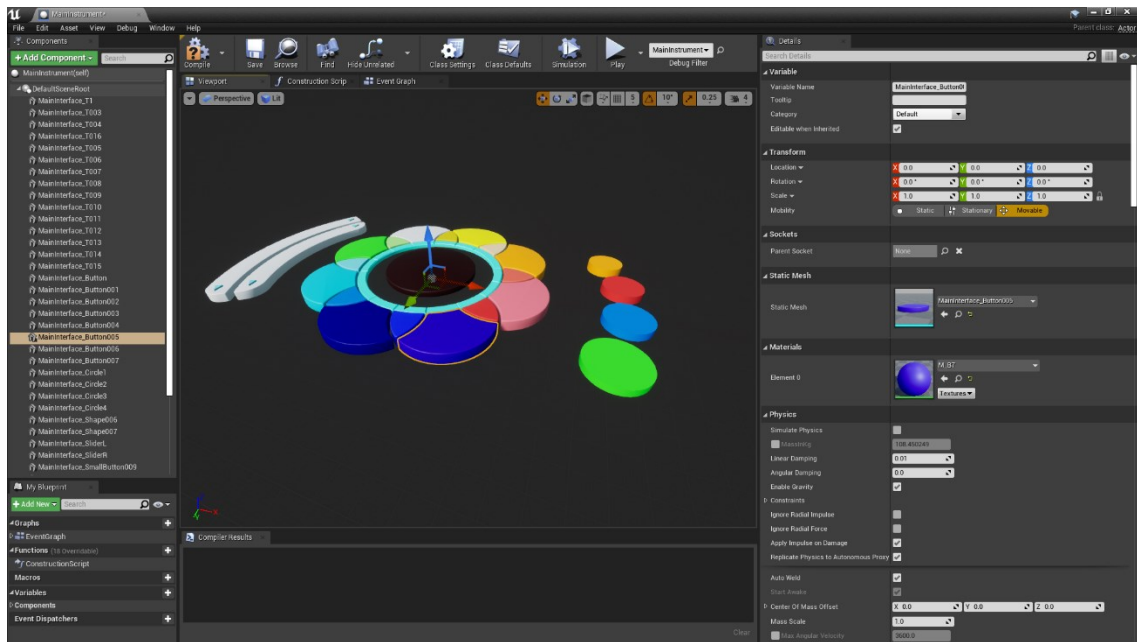 MainInstrument*
File Edit Asset View Debug Window Help
Parent class: Actor
Components
+Add Component
Search
MainInstrument(self)
DefaultSceneRoot
MainInterface_T1
MainInterface_T003
MainInterface_T004
MainInterface_T016
MainInterface_T005
MainInterface_T006
MainInterface_T007
MainInterface_T008
MainInterface_T009
MainInterface_T010
MainInterface_T011
MainInterface_T012
MainInterface_T013
MainInterface_T014
MainInterface_T015
MainInterface_Button
MainInterface_Button001
MainInterface_Button002
MainInterface_Button003
MainInterface_Button004
MainInterface_Button005
MainInterface_Button006
MainInterface_Button007
MainInterface_Circle1
MainInterface_Circle2
MainInterface_Circle3
MainInterface_Circle4
MainInterface_Shape006
MainInterface_Shape007
MainInterface_SliderL
MainInterface_SliderR
MainInterface_SmallButton009
My Blueprint
+Add New
Search
Graphs
EventGraph
Functions (18 Overridable)
ConstructionScript
Macros
Variables
Components
Event Dispatchers
Compile
Save
Browse
Find
Hide Unrelated
Class Settings
Class Defaults
Simulation
Play
MainInstrument
Debug Filter
Viewport
Construction Scrip
Event Graph
Perspective
Lit
5
10°
0.25
4
Compiler Results
Clear
Details
Search Details
Variable
Variable Name MainInterface_Button0
Tooltip
Category Default
Editable when Inherited
Transform
Location X 0.0 Y 0.0 Z 0.0
Rotation X 0.0° Y 0.0° Z 0.0°
Scale X 1.0 Y 1.0 Z 1.0
Mobility Static Stationary Movable
Sockets
Parent Socket None
Static Mesh
Static Mesh MainInterface_Button005
Materials
Element 0 M_B7
Textures
Physics
Simulate Physics
MassInKg 108.450249
Linear Damping 0.01
Angular Damping 0.0
Enable Gravity
Constraints
Ignore Radial Impulse
Ignore Radial Force
Apply Impulse on Damage
Replicate Physics to Autonomous Proxy
Auto Weld
Start Awake
Center Of Mass Offset X 0.0 Y 0.0 Z 0.0
Mass Scale 1.0
Max Angular Velocity 3600.0